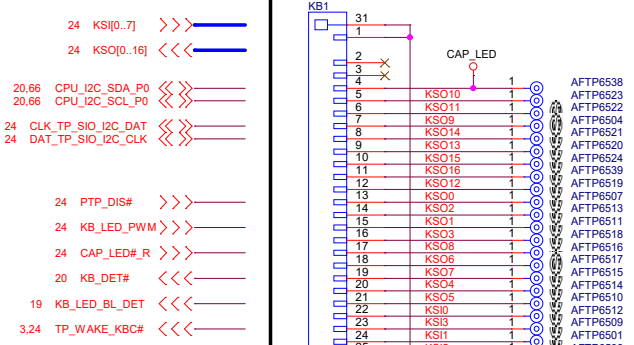 24 KSI[0..7]
24 KSO[0..16]
20,66 CPU_I2C_SDA_P0
20,66 CPU_I2C_SCL_P0
24 CLK_TP_SIO_I2C_DAT
24 DAT_TP_SIO_I2C_CLK
24 PTP_DIS#
24 KB_LED_PWM
24 CAP_LED#_R
20 KB_DET#
19 KB_LED_BL_DET
3,24 TP_WAKE_KBC#
KB1
31
1
2
CAP_LED
3
4 1 AFTP6538
5 KSO10 1 AFTP6523
6 KSO11 1 AFTP6522
7 KSO9 1 AFTP6504
8 KSO14 1 AFTP6521
9 KSO13 1 AFTP6520
10 KSO15 1 AFTP6524
11 KSO16 1 AFTP6539
12 KSO12 1 AFTP6519
13 KSO0 1 AFTP6507
14 KSO2 1 AFTP6513
15 KSO1 1 AFTP6511
16 KSO3 1 AFTP6518
17 KSO8 1 AFTP6516
18 KSO6 1 AFTP6517
19 KSO7 1 AFTP6515
20 KSO4 1 AFTP6514
21 KSO5 1 AFTP6510
22 KSI0 1 AFTP6512
23 KSI3 1 AFTP6509
24 KSI1 1 AFTP6501